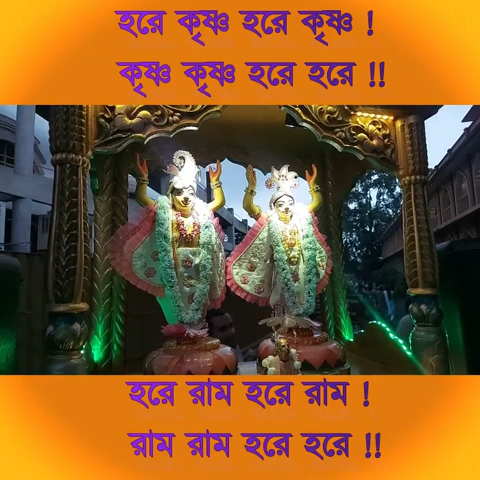 হরে কৃষ্ণ হরে কৃষ্ণ !
কৃষ্ণ কৃষ্ণ হরে হরে !!
হরে রাম হরে রাম !
রাম রাম হরে হরে !!